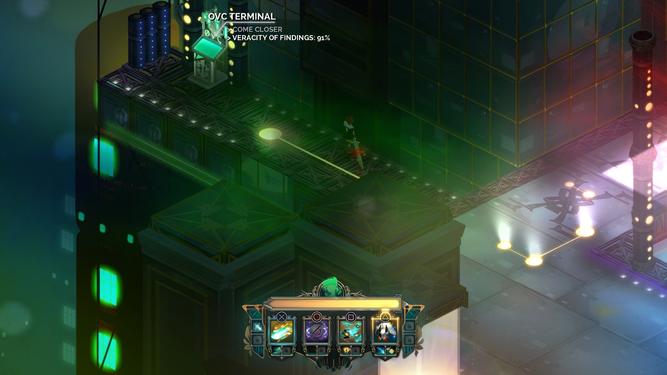 OVC TERMINAL
> COME CLOSER
> VERACITY OF FINDINGS: 91%